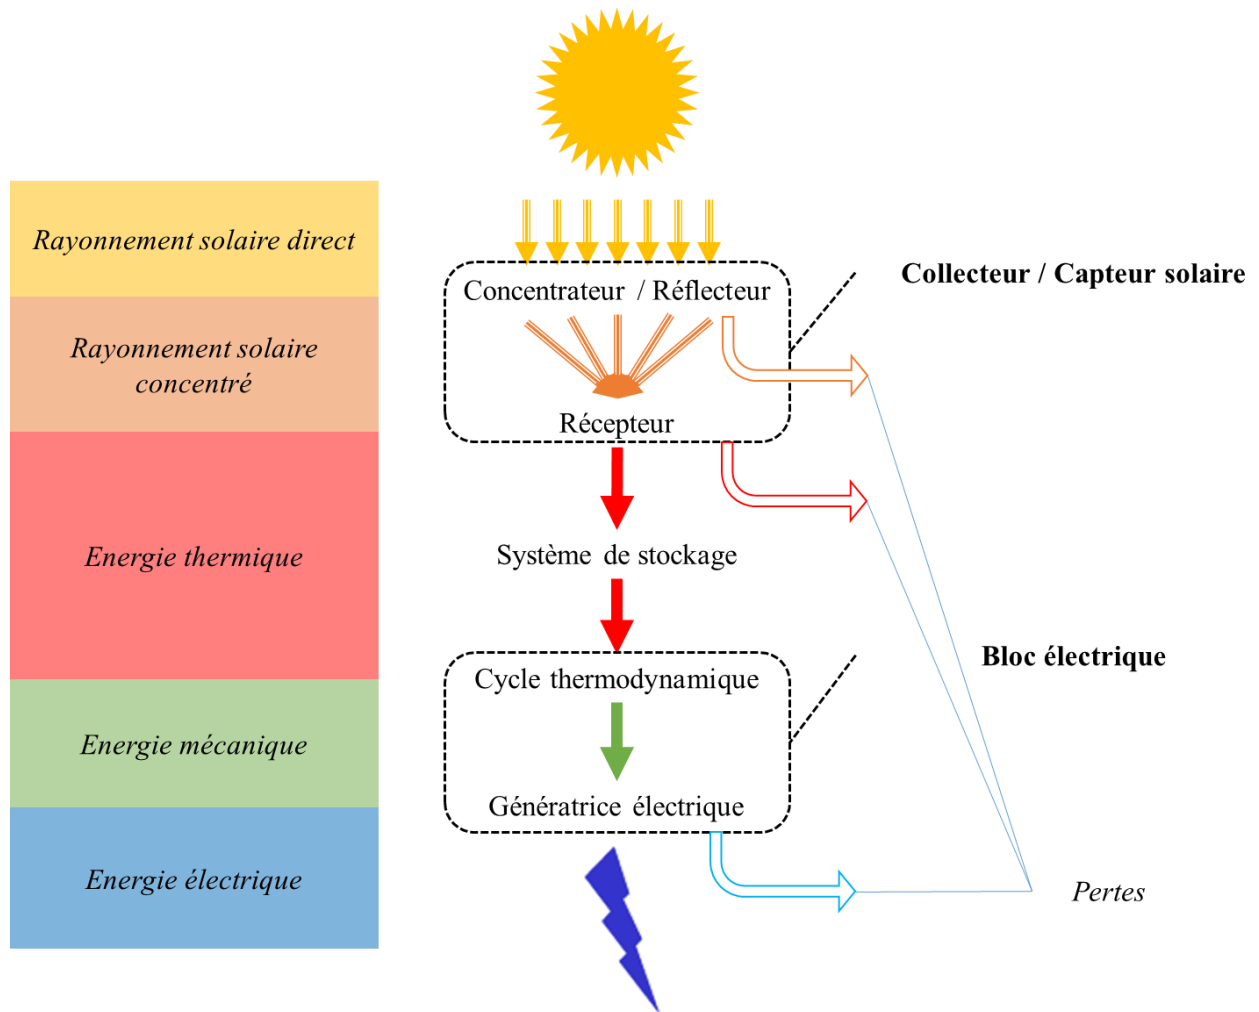 Rayonnement solaire direct
Rayonnement solaire
concentré
Energie thermique
Energie mécanique
Energie électrique
Concentrateur / Réflecteur
Récepteur
Système de stockage
Cycle thermodynamique
Génératrice électrique
Collecteur / Capteur solaire
Bloc électrique
Pertes